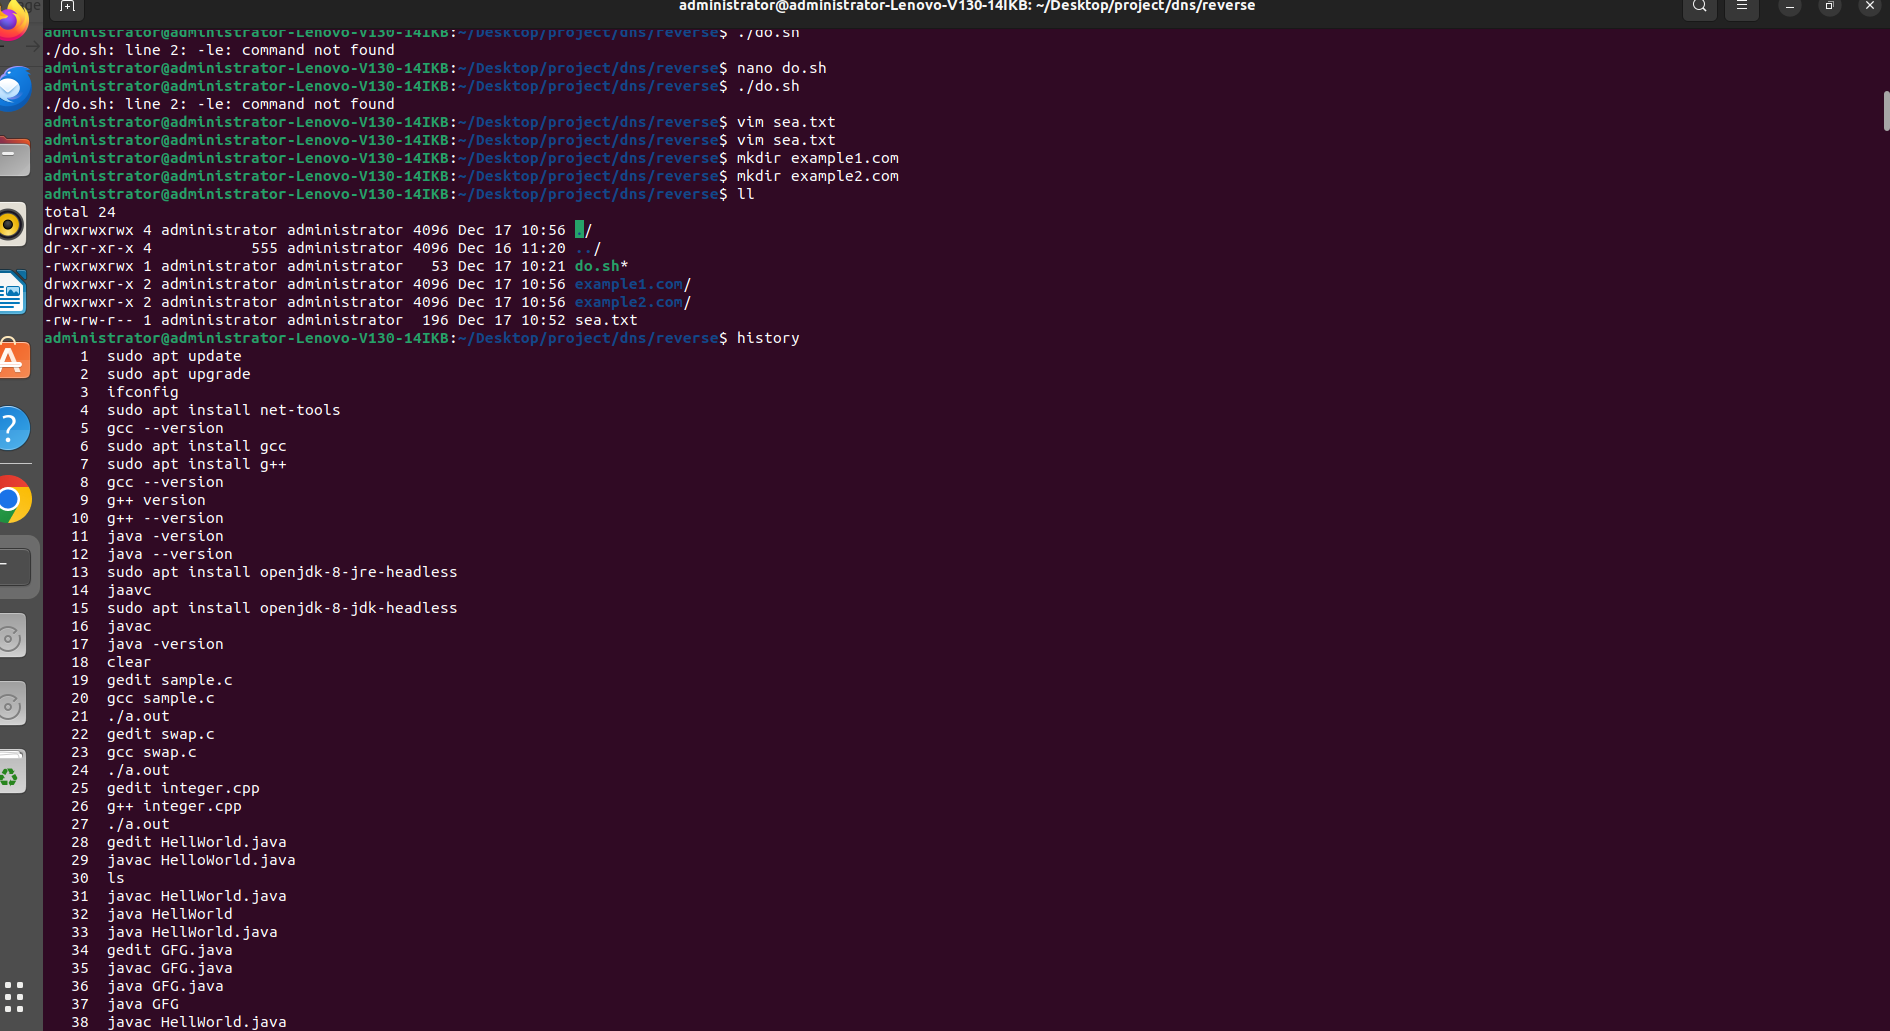 administrator@administrator-Lenovo-V130-14IKB: ~/Desktop/project/dns/reverse
administrator@administrator-Lenovo-V130-14IKB:~/Desktop/project/dns/reverse$ ./do.sh
./do.sh: line 2: -le: command not found
administrator@administrator-Lenovo-V130-14IKB:~/Desktop/project/dns/reverse$ nano do.sh
administrator@administrator-Lenovo-V130-14IKB:~/Desktop/project/dns/reverse$ ./do.sh
./do.sh: line 2: -le: command not found
administrator@administrator-Lenovo-V130-14IKB:~/Desktop/project/dns/reverse$ vim sea.txt
administrator@administrator-Lenovo-V130-14IKB:~/Desktop/project/dns/reverse$ vim sea.txt
administrator@administrator-Lenovo-V130-14IKB:~/Desktop/project/dns/reverse$ mkdir example1.com
administrator@administrator-Lenovo-V130-14IKB:~/Desktop/project/dns/reverse$ mkdir example2.com
administrator@administrator-Lenovo-V130-14IKB:~/Desktop/project/dns/reverse$ ll
total 24
drwxrwxrwx 4 administrator administrator 4096 Dec 17 10:56 ./
dr-xr-xr-x 4           555 administrator 4096 Dec 16 11:20 ../
-rwxrwxrwx 1 administrator administrator   53 Dec 17 10:21 do.sh*
drwxrwxr-x 2 administrator administrator 4096 Dec 17 10:56 example1.com/
drwxrwxr-x 2 administrator administrator 4096 Dec 17 10:56 example2.com/
-rw-rw-r-- 1 administrator administrator  196 Dec 17 10:52 sea.txt
administrator@administrator-Lenovo-V130-14IKB:~/Desktop/project/dns/reverse$ history
1  sudo apt update
2  sudo apt upgrade
3  ifconfig
4  sudo apt install net-tools
5  gcc --version
6  sudo apt install gcc
7  sudo apt install g++
8  gcc --version
9  g++ version
10  g++ --version
11  java -version
12  java --version
13  sudo apt install openjdk-8-jre-headless
14  jaavc
15  sudo apt install openjdk-8-jdk-headless
16  javac
17  java -version
18  clear
19  gedit sample.c
20  gcc sample.c
21  ./a.out
22  gedit swap.c
23  gcc swap.c
24  ./a.out
25  gedit integer.cpp
26  g++ integer.cpp
27  ./a.out
28  gedit HellWorld.java
29  javac HelloWorld.java
30  ls
31  javac HellWorld.java
32  java HellWorld
33  java HellWorld.java
34  gedit GFG.java
35  javac GFG.java
36  java GFG.java
37  java GFG
38  javac HellWorld.java